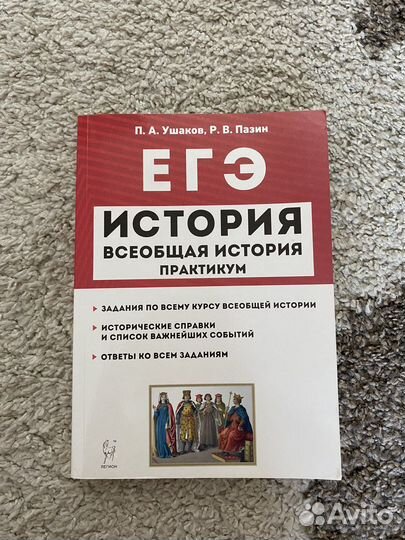 П. А. Ушаков, Р. В. Пазин
ЕГЭ
ИСТОРИЯ
ВСЕОБЩАЯ ИСТОРИЯ
ПРАКТИКУМ
ЗАДАНИЯ ПО ВСЕМУ КУРСУ ВСЕОБЩЕЙ ИСТОРИИ
ИСТОРИЧЕСКИЕ СПРАВКИ
И СПИСОК ВАЖНЕЙШИХ СОБЫТИЙ
ОТВЕТЫ КО ВСЕМ ЗАДАНИЯМ
ЛЕГИОН
Avito